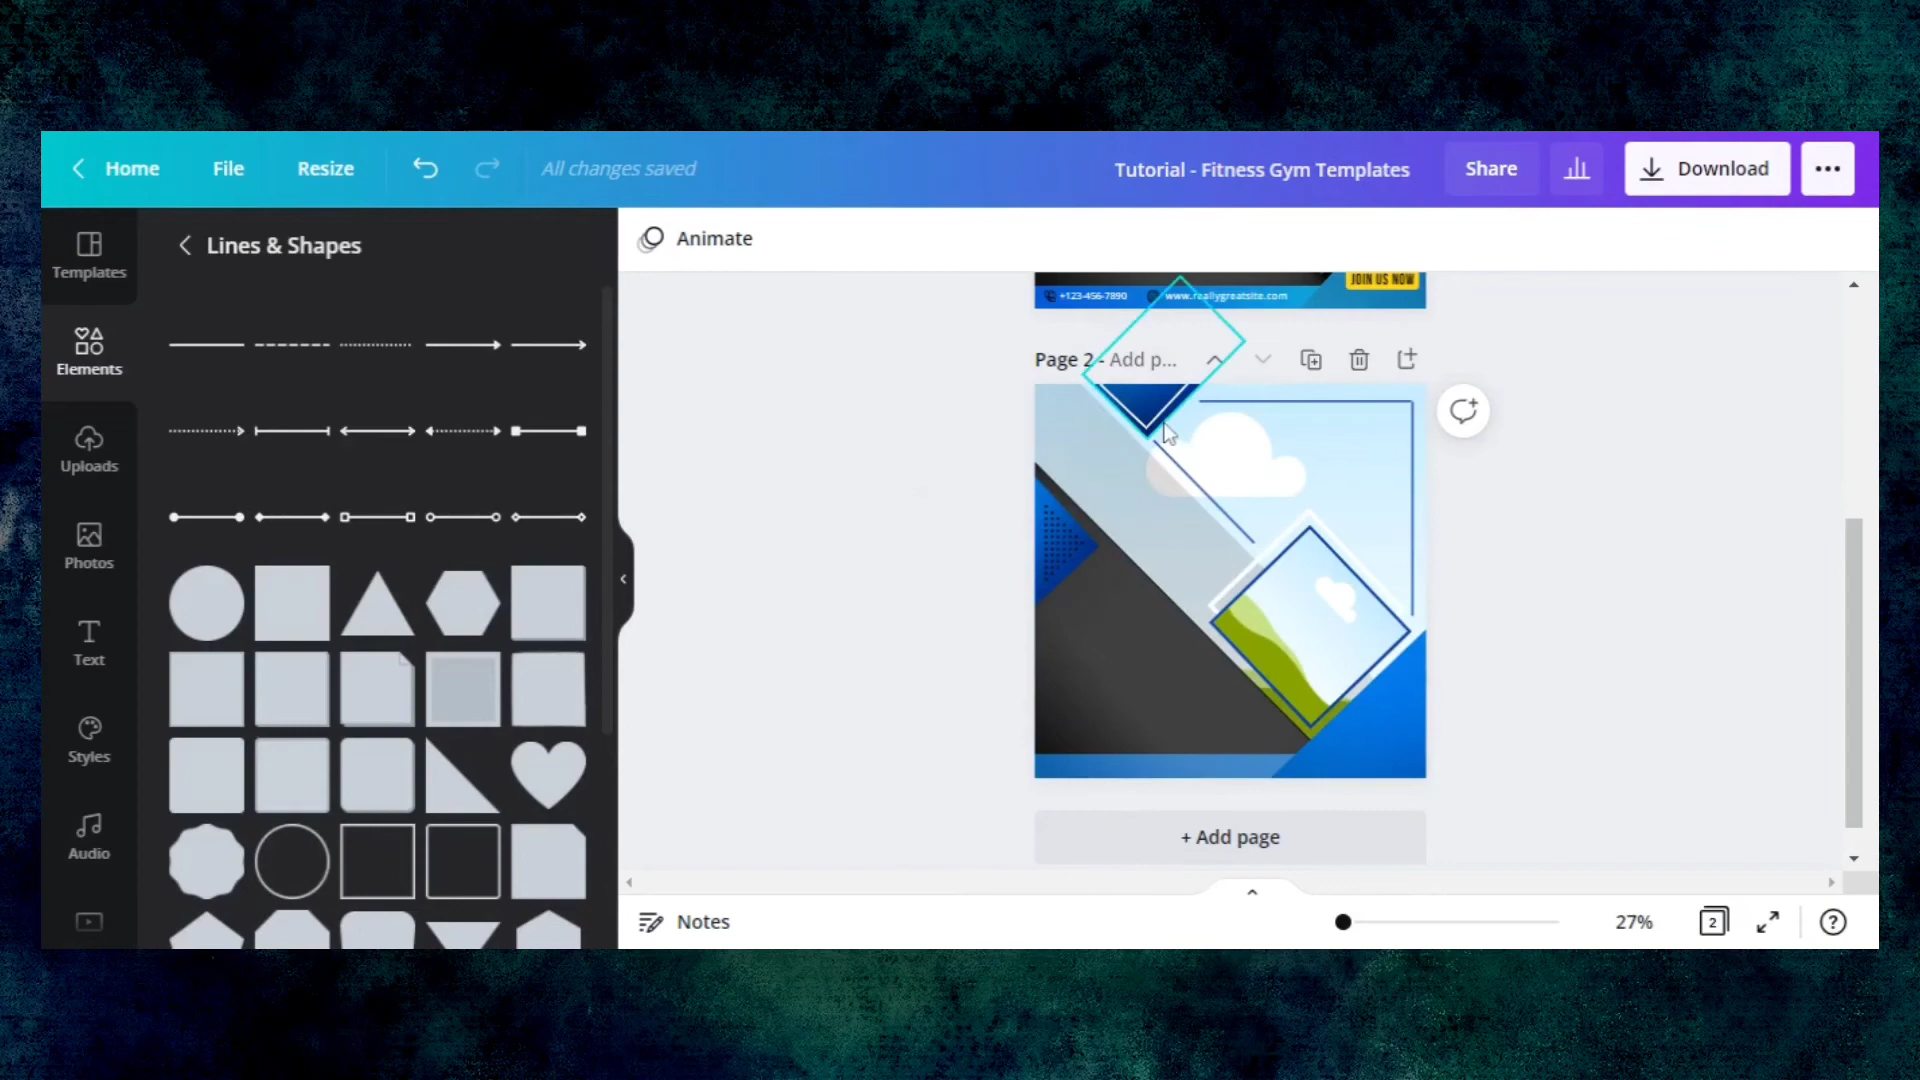 Home File Resize All changes saved Tutorial - Fitness Gym Templates Share Download
Templates
Elements
Uploads
Photos
Text
Styles
Audio
Lines & Shapes
Animate
JOIN US NOW
+123-456-7890 www.reallygreatsite.com
Page 2 - Add p...
+ Add page
Notes 27% 2 ?